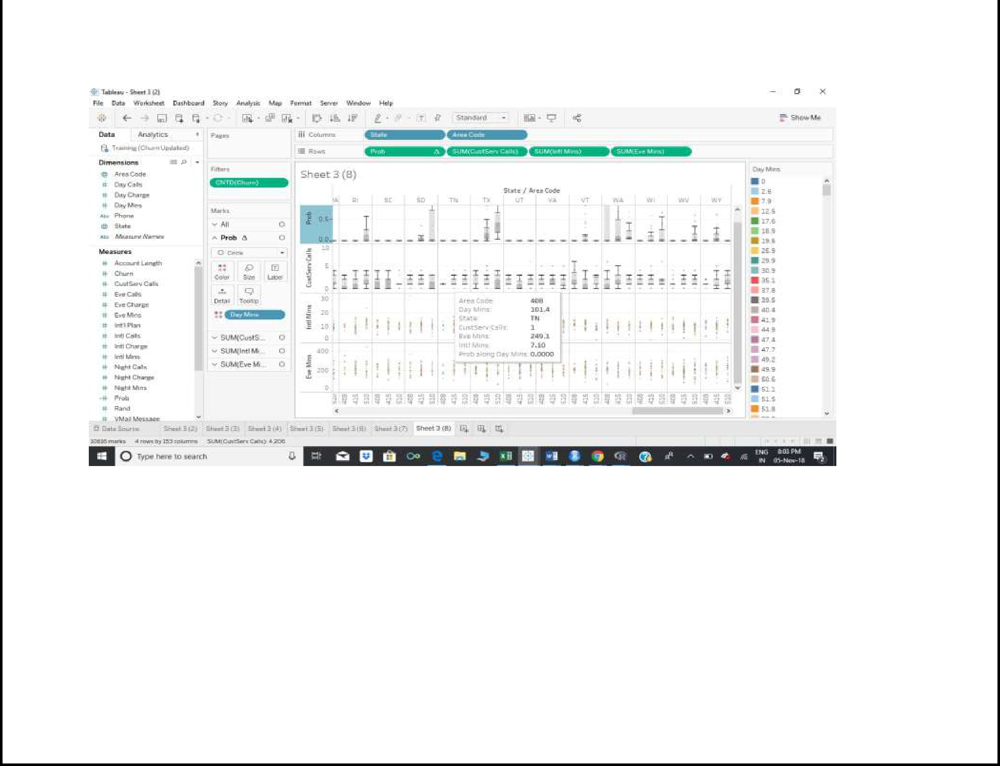 Tableau - Sheet 3 (2)
File Data Worksheet Dashboard Story Analysis Map Format Server Window Help
Standard
Show Me
Data Analytics
Training (Churn Updated)
Dimensions
Area Code
Day Calls
Day Charge
Day Mins
Abc Phone
State
Abc Measure Names
Measures
Account Length
Churn
CustServ Calls
Eve Calls
Eve Charge
Eve Mins
Int'l Plan
Intl Calls
Intl Charge
Intl Mins
Night Calls
Night Charge
Night Mins
Prob
Rand
VMail Message
Pages
Filters
CNTD(Churn)
Marks
All
Prob Δ
Circle
Color Size Label
Detail Tooltip
Day Mins
SUM(CustS...
SUM(Intl Mi...
SUM(Eve Mi...
Columns State Area Code
Rows Prob Δ SUM(CustServ Calls) SUM(Intl Mins) SUM(Eve Mins)
Sheet 3 (8)
State / Area Code
RI SC SD TN TX UT VA VT WA WI WV WY
Prob
0.5
0.0
CustServ Calls
10
5
0
Intl Mins
30
20
10
0
Eve Mins
400
200
0
Area Code: 408
Day Mins: 101.4
State: TN
CustServ Calls: 1
Eve Mins: 249.1
Intl Mins: 7.10
Prob along Day Mins: 0.0000
408 415 510 408 415 510 408 415 510 408 415 510 408 415 510 408 415 510 408 415 510 408 415 510 408 415 510 408 415 510 408 415 510 408 415 510
Day Mins
0
2.6
7.9
12.5
17.6
18.9
19.5
25.9
29.9
30.9
35.1
37.8
39.5
40.4
41.9
44.9
47.4
47.7
49.2
49.9
50.6
51.1
51.5
51.8
Data Source Sheet 3 (2) Sheet 3 (3) Sheet 3 (4) Sheet 3 (5) Sheet 3 (6) Sheet 3 (7) Sheet 3 (8)
marks 4 rows by 153 columns SUM(CustServ Calls): 4,206
Type here to search
ENG 8:03 PM
IN 05-Nov-18